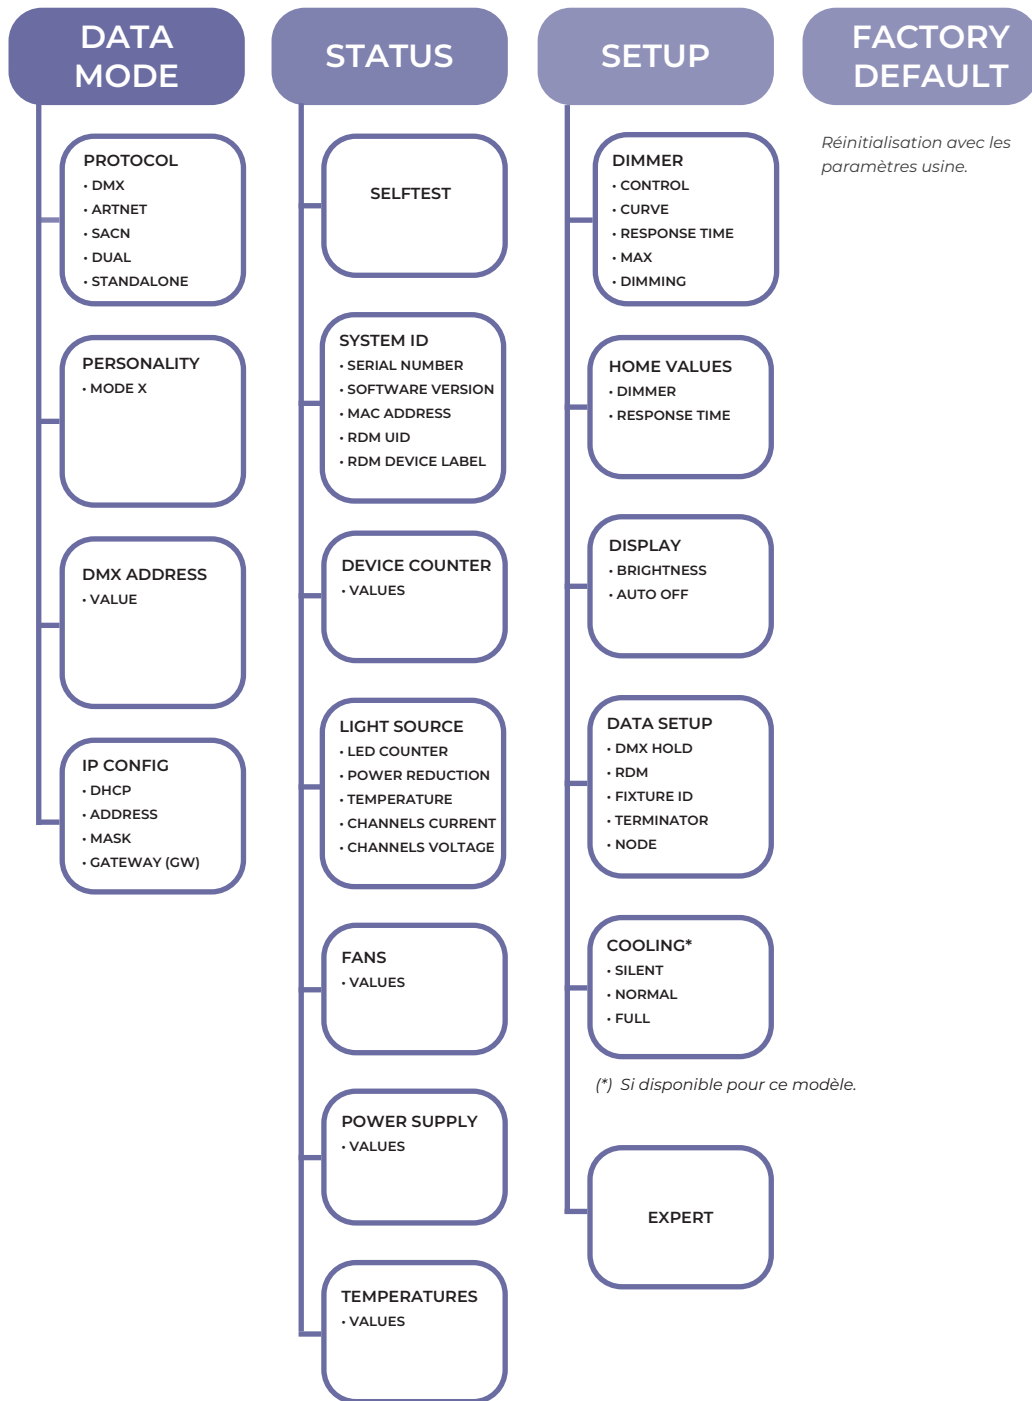 DATA
MODE
PROTOCOL
• DMX
• ARTNET
• SACN
• DUAL
• STANDALONE
PERSONALITY
• MODE X
DMX ADDRESS
• VALUE
IP CONFIG
• DHCP
• ADDRESS
• MASK
• GATEWAY (GW)
STATUS
SELFTEST
SYSTEM ID
• SERIAL NUMBER
• SOFTWARE VERSION
• MAC ADDRESS
• RDM UID
• RDM DEVICE LABEL
DEVICE COUNTER
• VALUES
LIGHT SOURCE
• LED COUNTER
• POWER REDUCTION
• TEMPERATURE
• CHANNELS CURRENT
• CHANNELS VOLTAGE
FANS
• VALUES
POWER SUPPLY
• VALUES
TEMPERATURES
• VALUES
SETUP
DIMMER
• CONTROL
• CURVE
• RESPONSE TIME
• MAX
• DIMMING
HOME VALUES
• DIMMER
• RESPONSE TIME
DISPLAY
• BRIGHTNESS
• AUTO OFF
DATA SETUP
• DMX HOLD
• RDM
• FIXTURE ID
• TERMINATOR
• NODE
COOLING*
• SILENT
• NORMAL
• FULL
(*) Si disponible pour ce modèle.
EXPERT
FACTORY
DEFAULT
Réinitialisation avec les
paramètres usine.